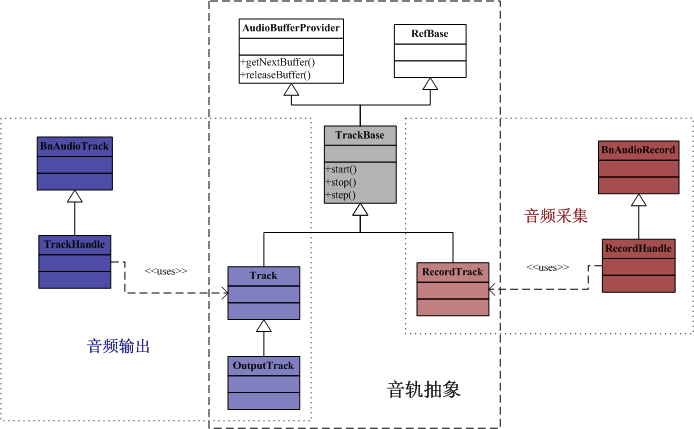 AudioBufferProvider
+getNextBuffer()
+releaseBuffer()
RefBase
TrackBase
+start()
+stop()
+step()
BnAudioTrack
BnAudioRecord
音频采集
TrackHandle
RecordHandle
<<uses>>
<<uses>>
Track
RecordTrack
音频输出
OutputTrack
音轨抽象